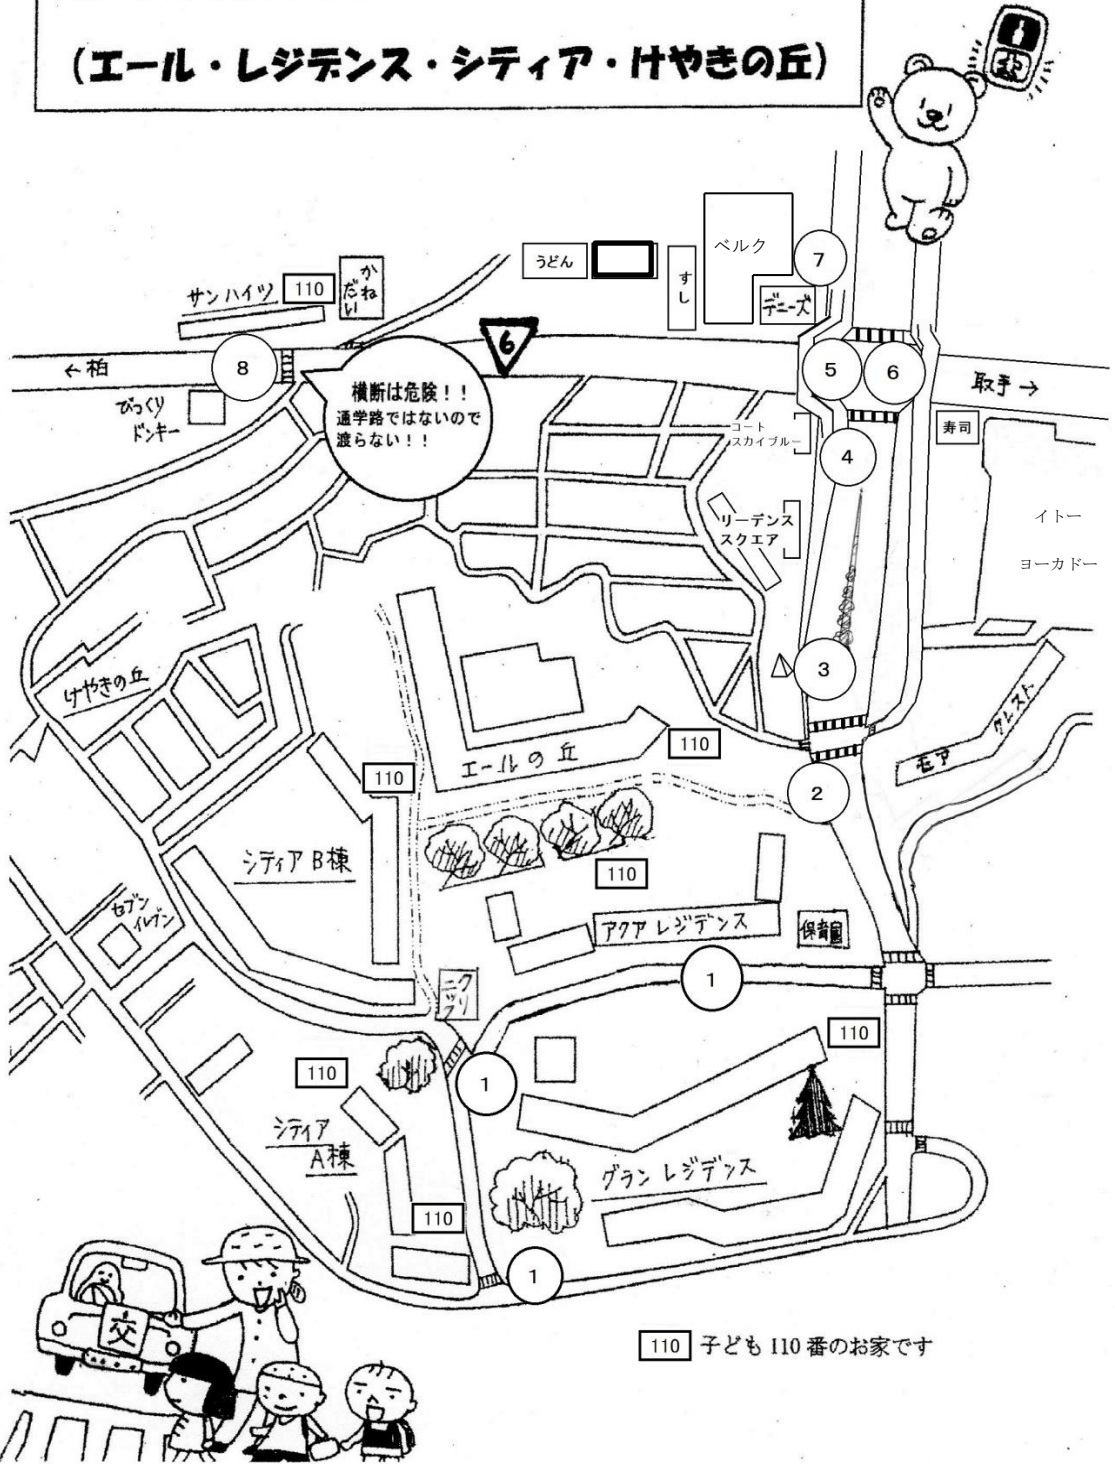 (エール・レジデンス・シティア・けやきの丘)
ベルク
7
うどん
すし
デニーズ
かねだい
サンハイツ
110
6
←柏
8
横断は危険!!
通学路ではないので
渡らない!!
5
6
取手→
びっくり
ドンキー
コート
スカイブルー
寿司
4
リーデンス
スクエア
イトー
ヨーカドー
3
けやきの丘
110
エールの丘
110
モア
クレスト
2
シティア B棟
110
セブン
イレブン
アクア レジデンス
保育園
1
クリニック
110
110
1
シティア
A棟
グラン レジデンス
110
1
交
110 子ども 110 番のお家です